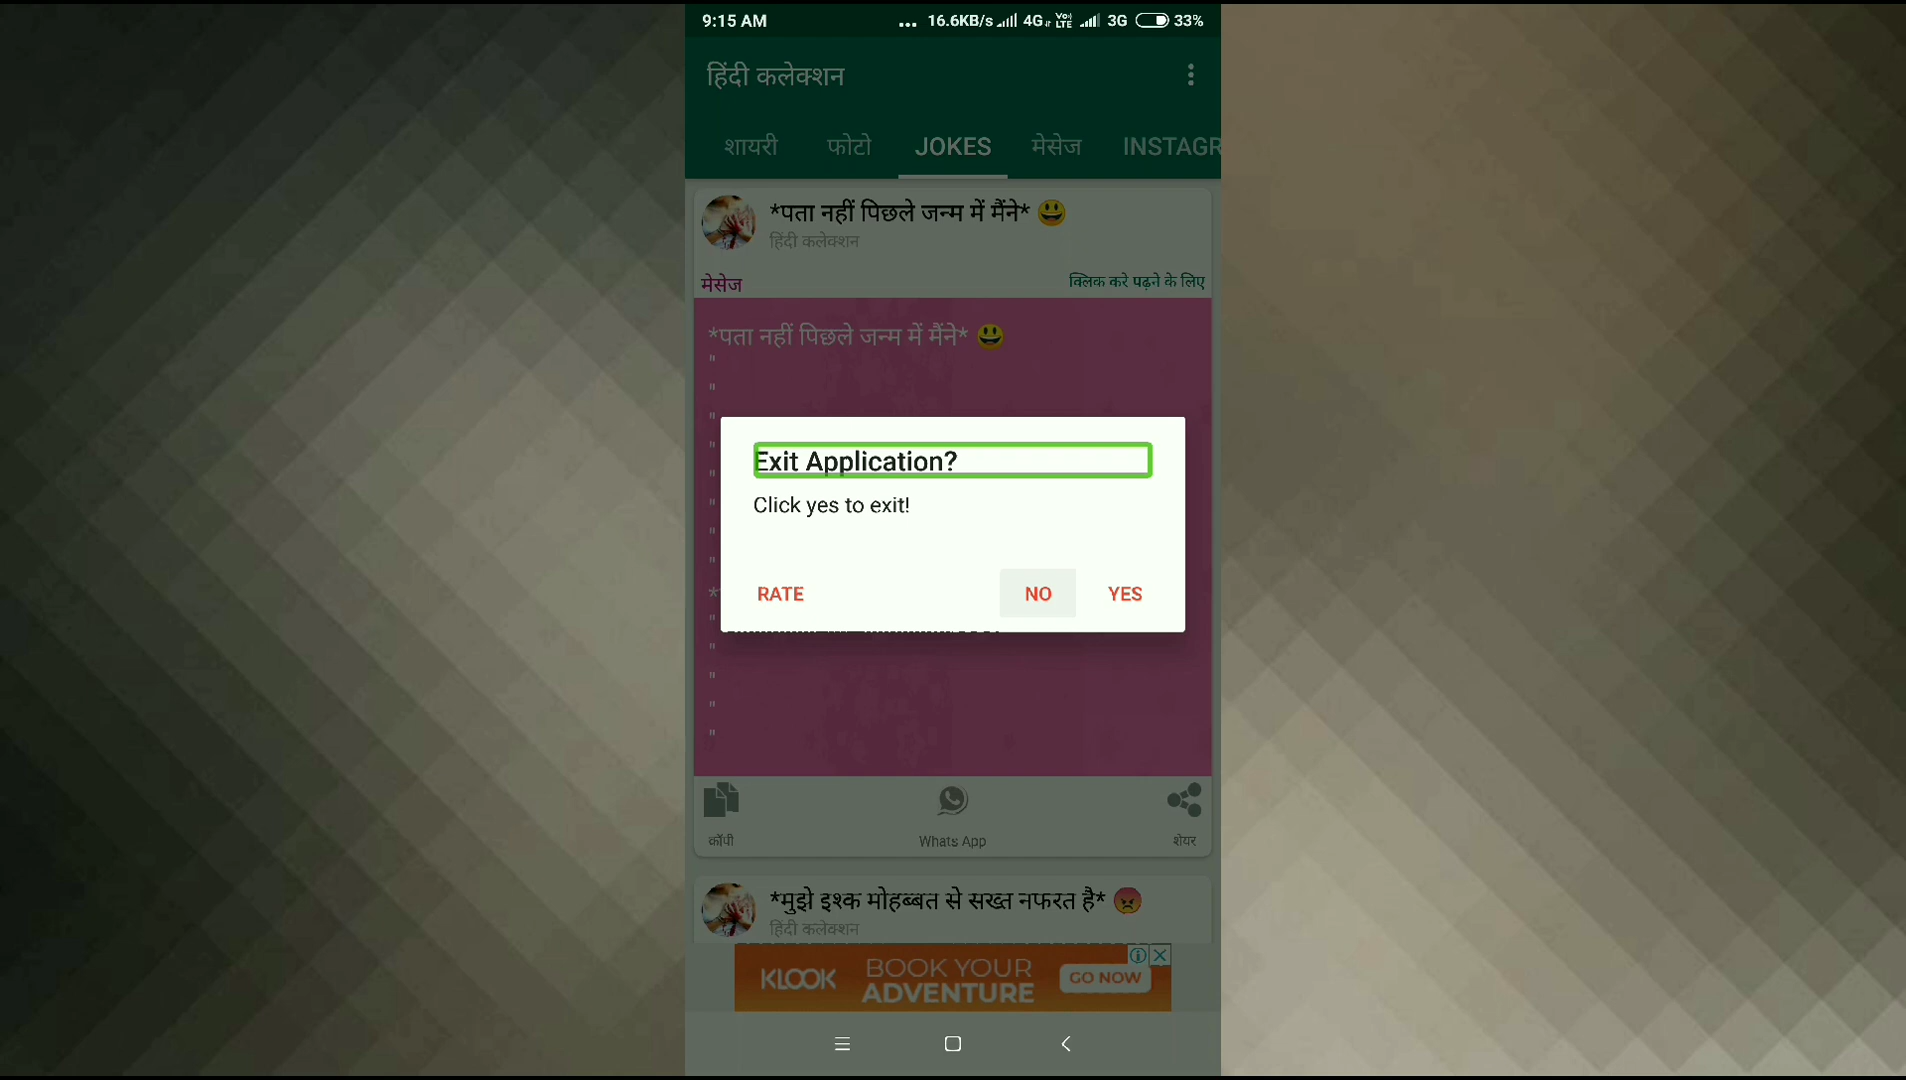 9:15 AM ... 16.6KB/s 4G Vo) LTE 3G 33%
हिंदी कलेक्शन
शायरी फोटो JOKES मेसेज INSTAGR
*पता नहीं पिछले जन्म में मैंने* 😃
हिंदी कलेक्शन
मेसेज क्लिक करे पढ़ने के लिए
*पता नहीं पिछले जन्म में मैंने* 😃
"
"
"
"
"
"
"
"
Exit Application?
Click yes to exit!
RATE NO YES
*
"
"
"
"
"
कॉपी Whats App शेयर
*मुझे इश्क मोहब्बत से सख्त नफरत है* 😡
हिंदी कलेक्शन
KLOOK BOOK YOUR ADVENTURE GO NOW